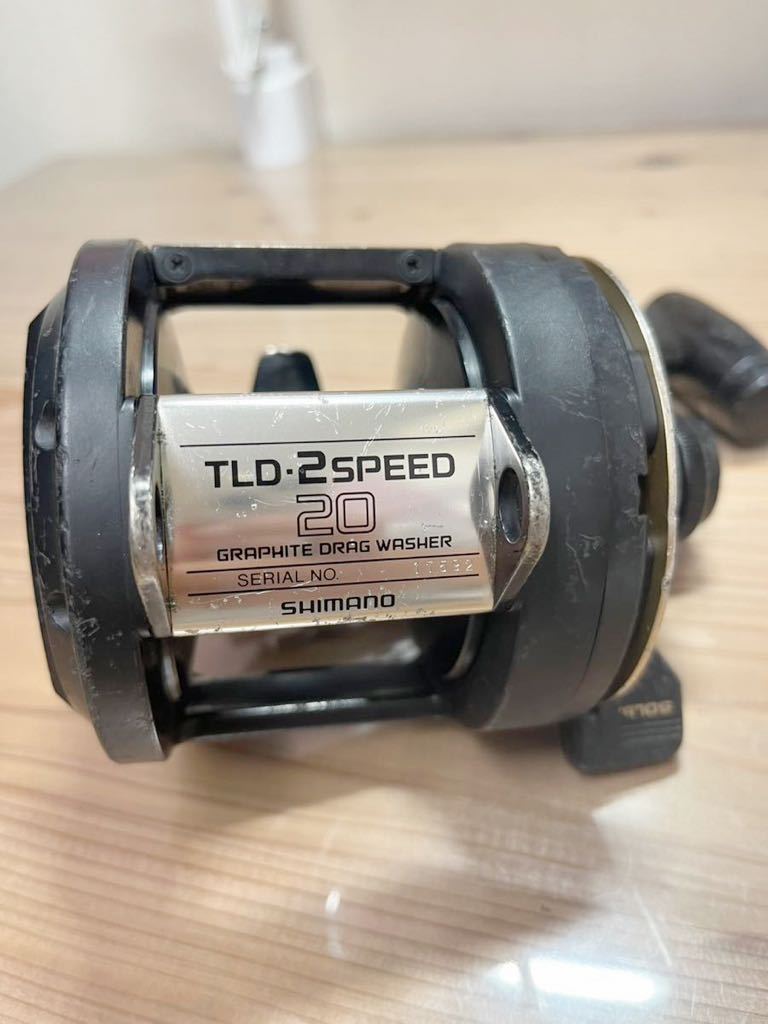 TLD·2SPEED
20
GRAPHITE DRAG WASHER
SERIAL NO.
SHIMANO